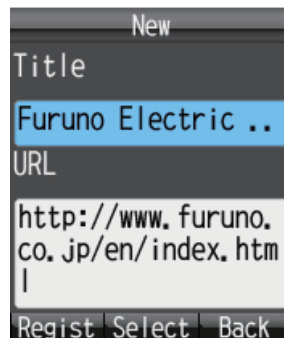 New
Title
Furuno Electric ..
URL
http://www.furuno.
co.jp/en/index.htm
l
Regist Select Back